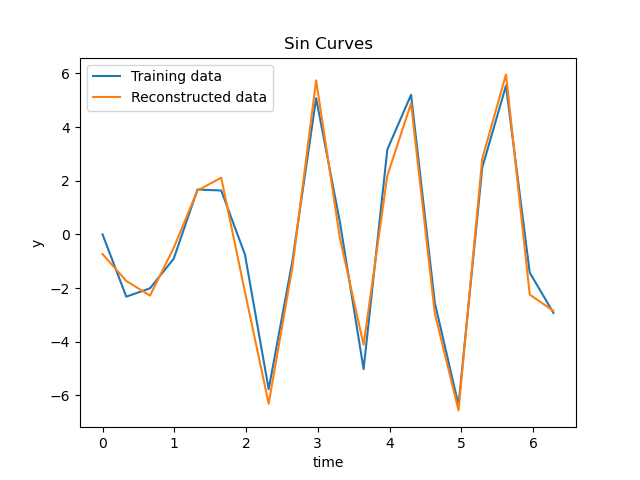 Sin Curves
Training data
Reconstructed data
6
4
2
0
−2
−4
−6
y
0 1 2 3 4 5 6
time